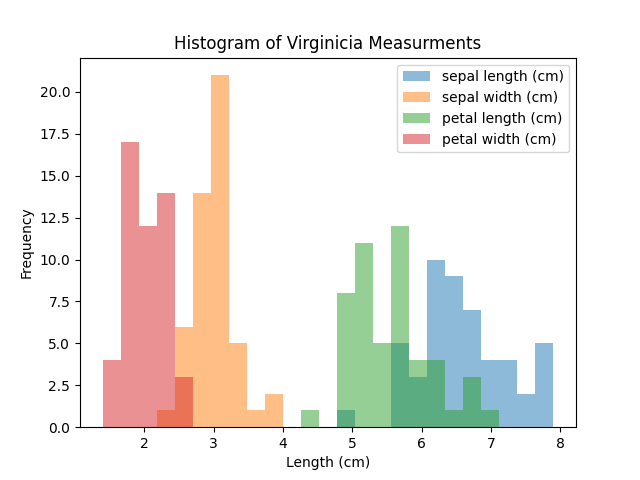 Histogram of Virginicia Measurments
sepal length (cm)
sepal width (cm)
petal length (cm)
petal width (cm)
20.0
17.5
15.0
12.5
10.0
7.5
5.0
2.5
0.0
Frequency
2 3 4 5 6 7 8
Length (cm)